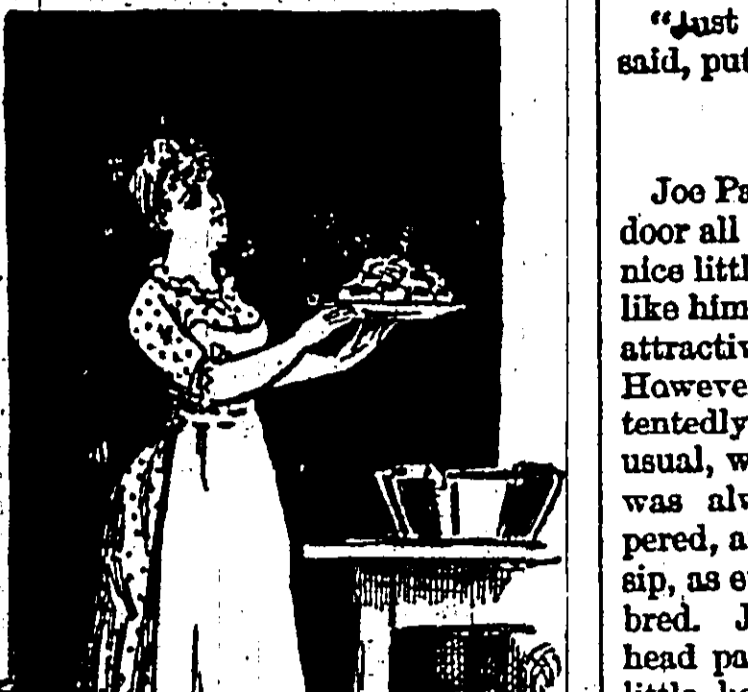 “Just
said, put
Joe Pa
door all
nice littl
like him
attractiv
Howeve
tentedly
usual, w
was alw
pered, a
sip, as e
bred. J
head pa